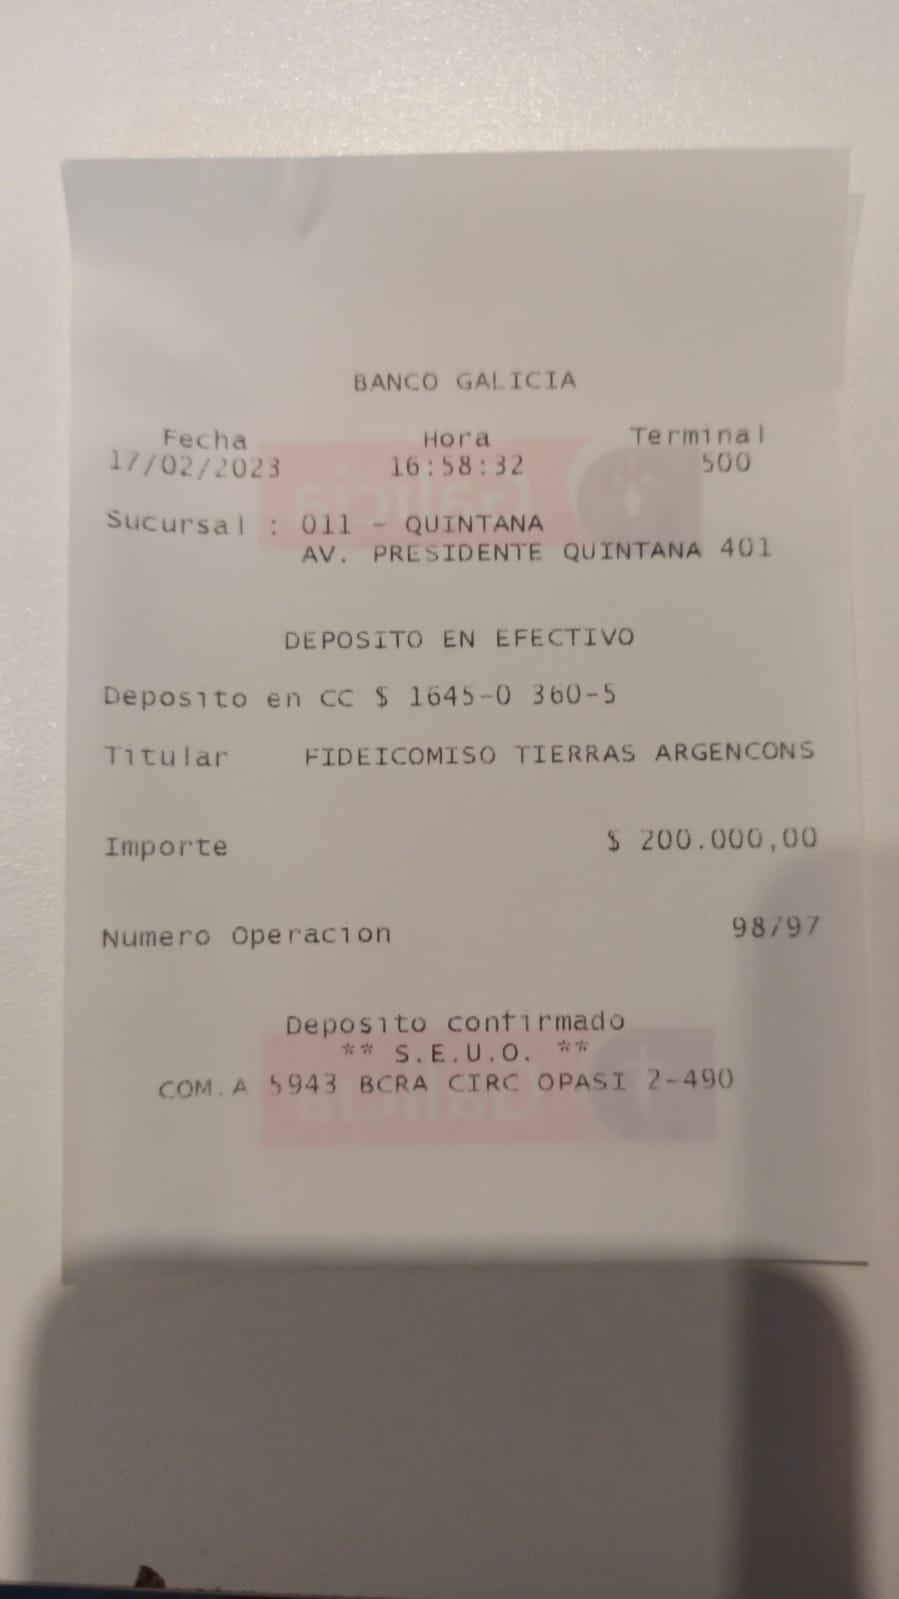 BANCO GALICIA
Fecha Hora Terminal
17/02/2023 16:58:32 500
Sucursal : 011 - QUINTANA
AV. PRESIDENTE QUINTANA 401
DEPOSITO EN EFECTIVO
Deposito en CC $ 1645-0 360-5
Titular FIDEICOMISO TIERRAS ARGENCONS
Importe $ 200.000,00
Numero Operacion 98797
Deposito confirmado
** S.E.U.O. **
COM.A 5943 BCRA CIRC OPASI 2-490
Galicia
Galicia